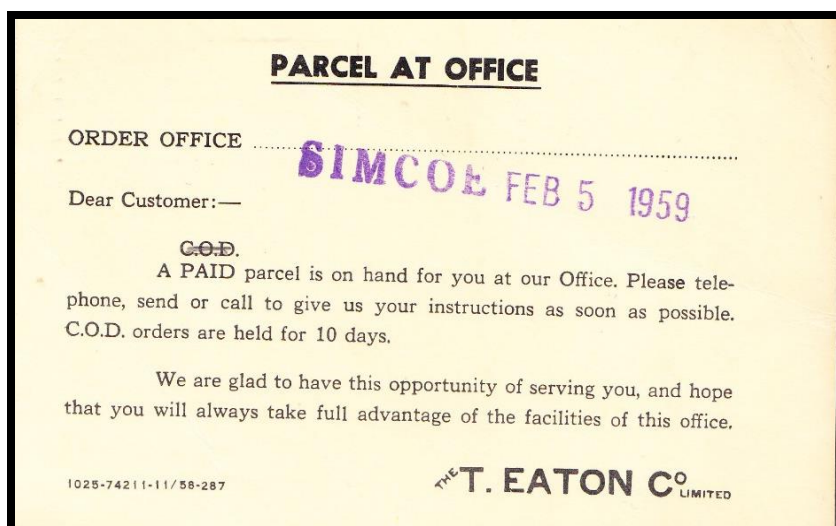 PARCEL AT OFFICE
ORDER OFFICE ........................................ SIMCOE FEB 5 1959
Dear Customer:—
C.O.D.
A PAID parcel is on hand for you at our Office. Please tele-
phone, send or call to give us your instructions as soon as possible.
C.O.D. orders are held for 10 days.
We are glad to have this opportunity of serving you, and hope
that you will always take full advantage of the facilities of this office.
1025-74211-11/58-287
THE T. EATON CO LIMITED